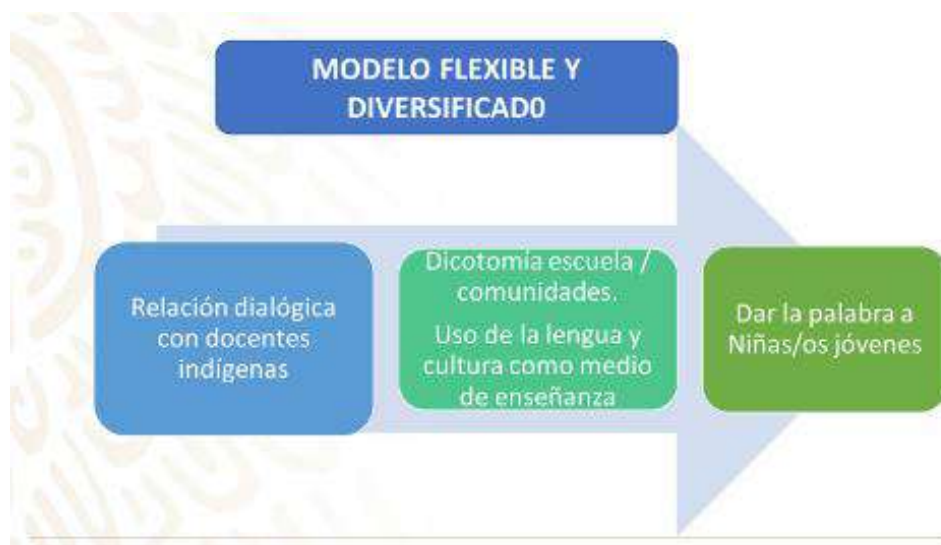 MODELO FLEXIBLE Y
DIVERSIFICAD0
Relación dialógica
con docentes
indígenas
Dicotomía escuela /
comunidades.
Uso de la lengua y
cultura como medio
de enseñanza
Dar la palabra a
Niñas/os jóvenes